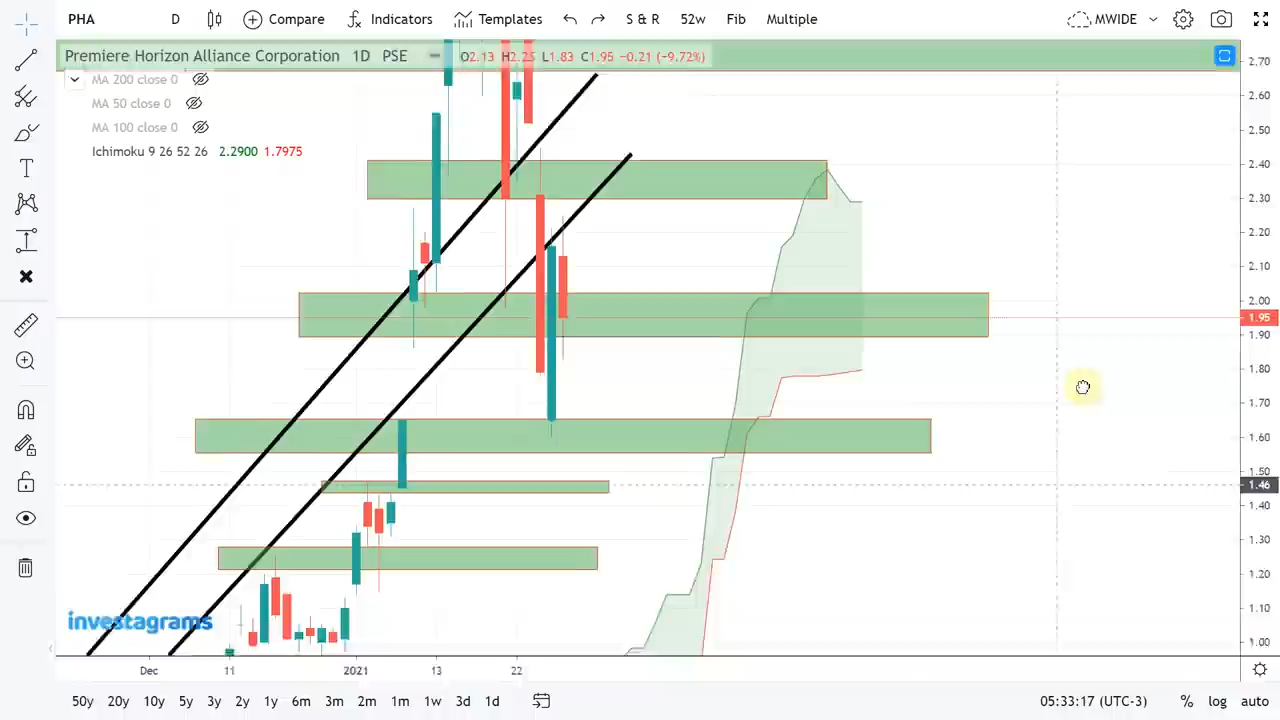 PHA D Compare Indicators Templates S & R 52w Fib Multiple MWIDE
Premiere Horizon Alliance Corporation 1D PSE O2.13 H2.25 L1.83 C1.95 −0.21 (−9.72%)
MA 200 close 0
MA 50 close 0
MA 100 close 0
Ichimoku 9 26 52 26 2.2900 1.7975
2.70
2.60
2.50
2.40
2.30
2.20
2.10
2.00
1.95
1.90
1.80
1.70
1.60
1.50
1.46
1.40
1.30
1.20
1.10
1.00
investagrams
Dec 11 2021 13 22
50y 20y 10y 5y 3y 2y 1y 6m 3m 2m 1m 1w 3d 1d 05:33:17 (UTC-3) % log auto